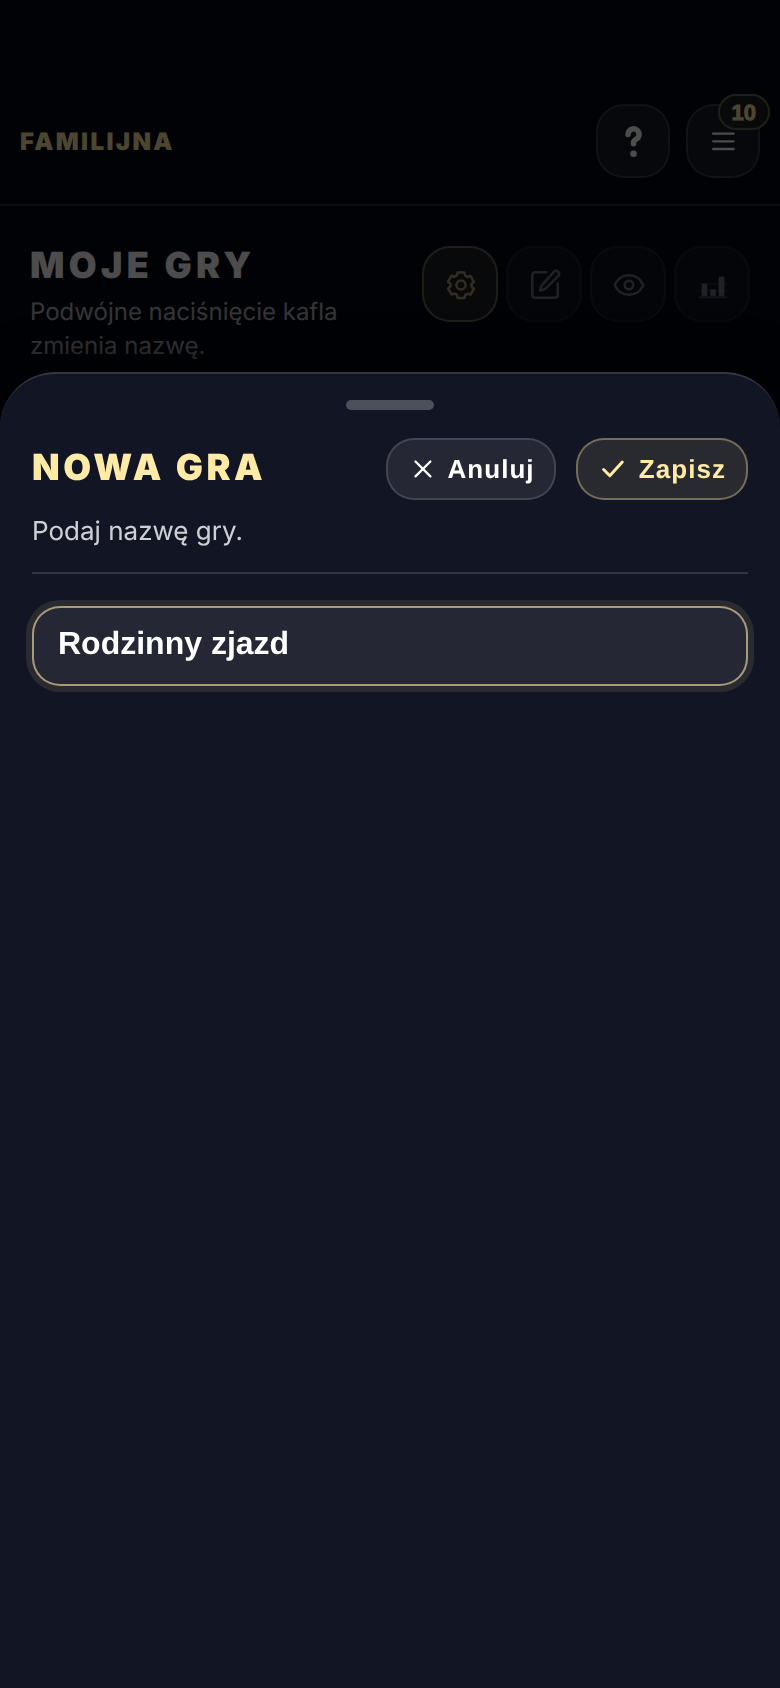 FAMILIJNA
?
10
MOJE GRY
Podwójne naciśnięcie kafla
zmienia nazwę.
NOWA GRA
Anuluj
Zapisz
Podaj nazwę gry.
Rodzinny zjazd